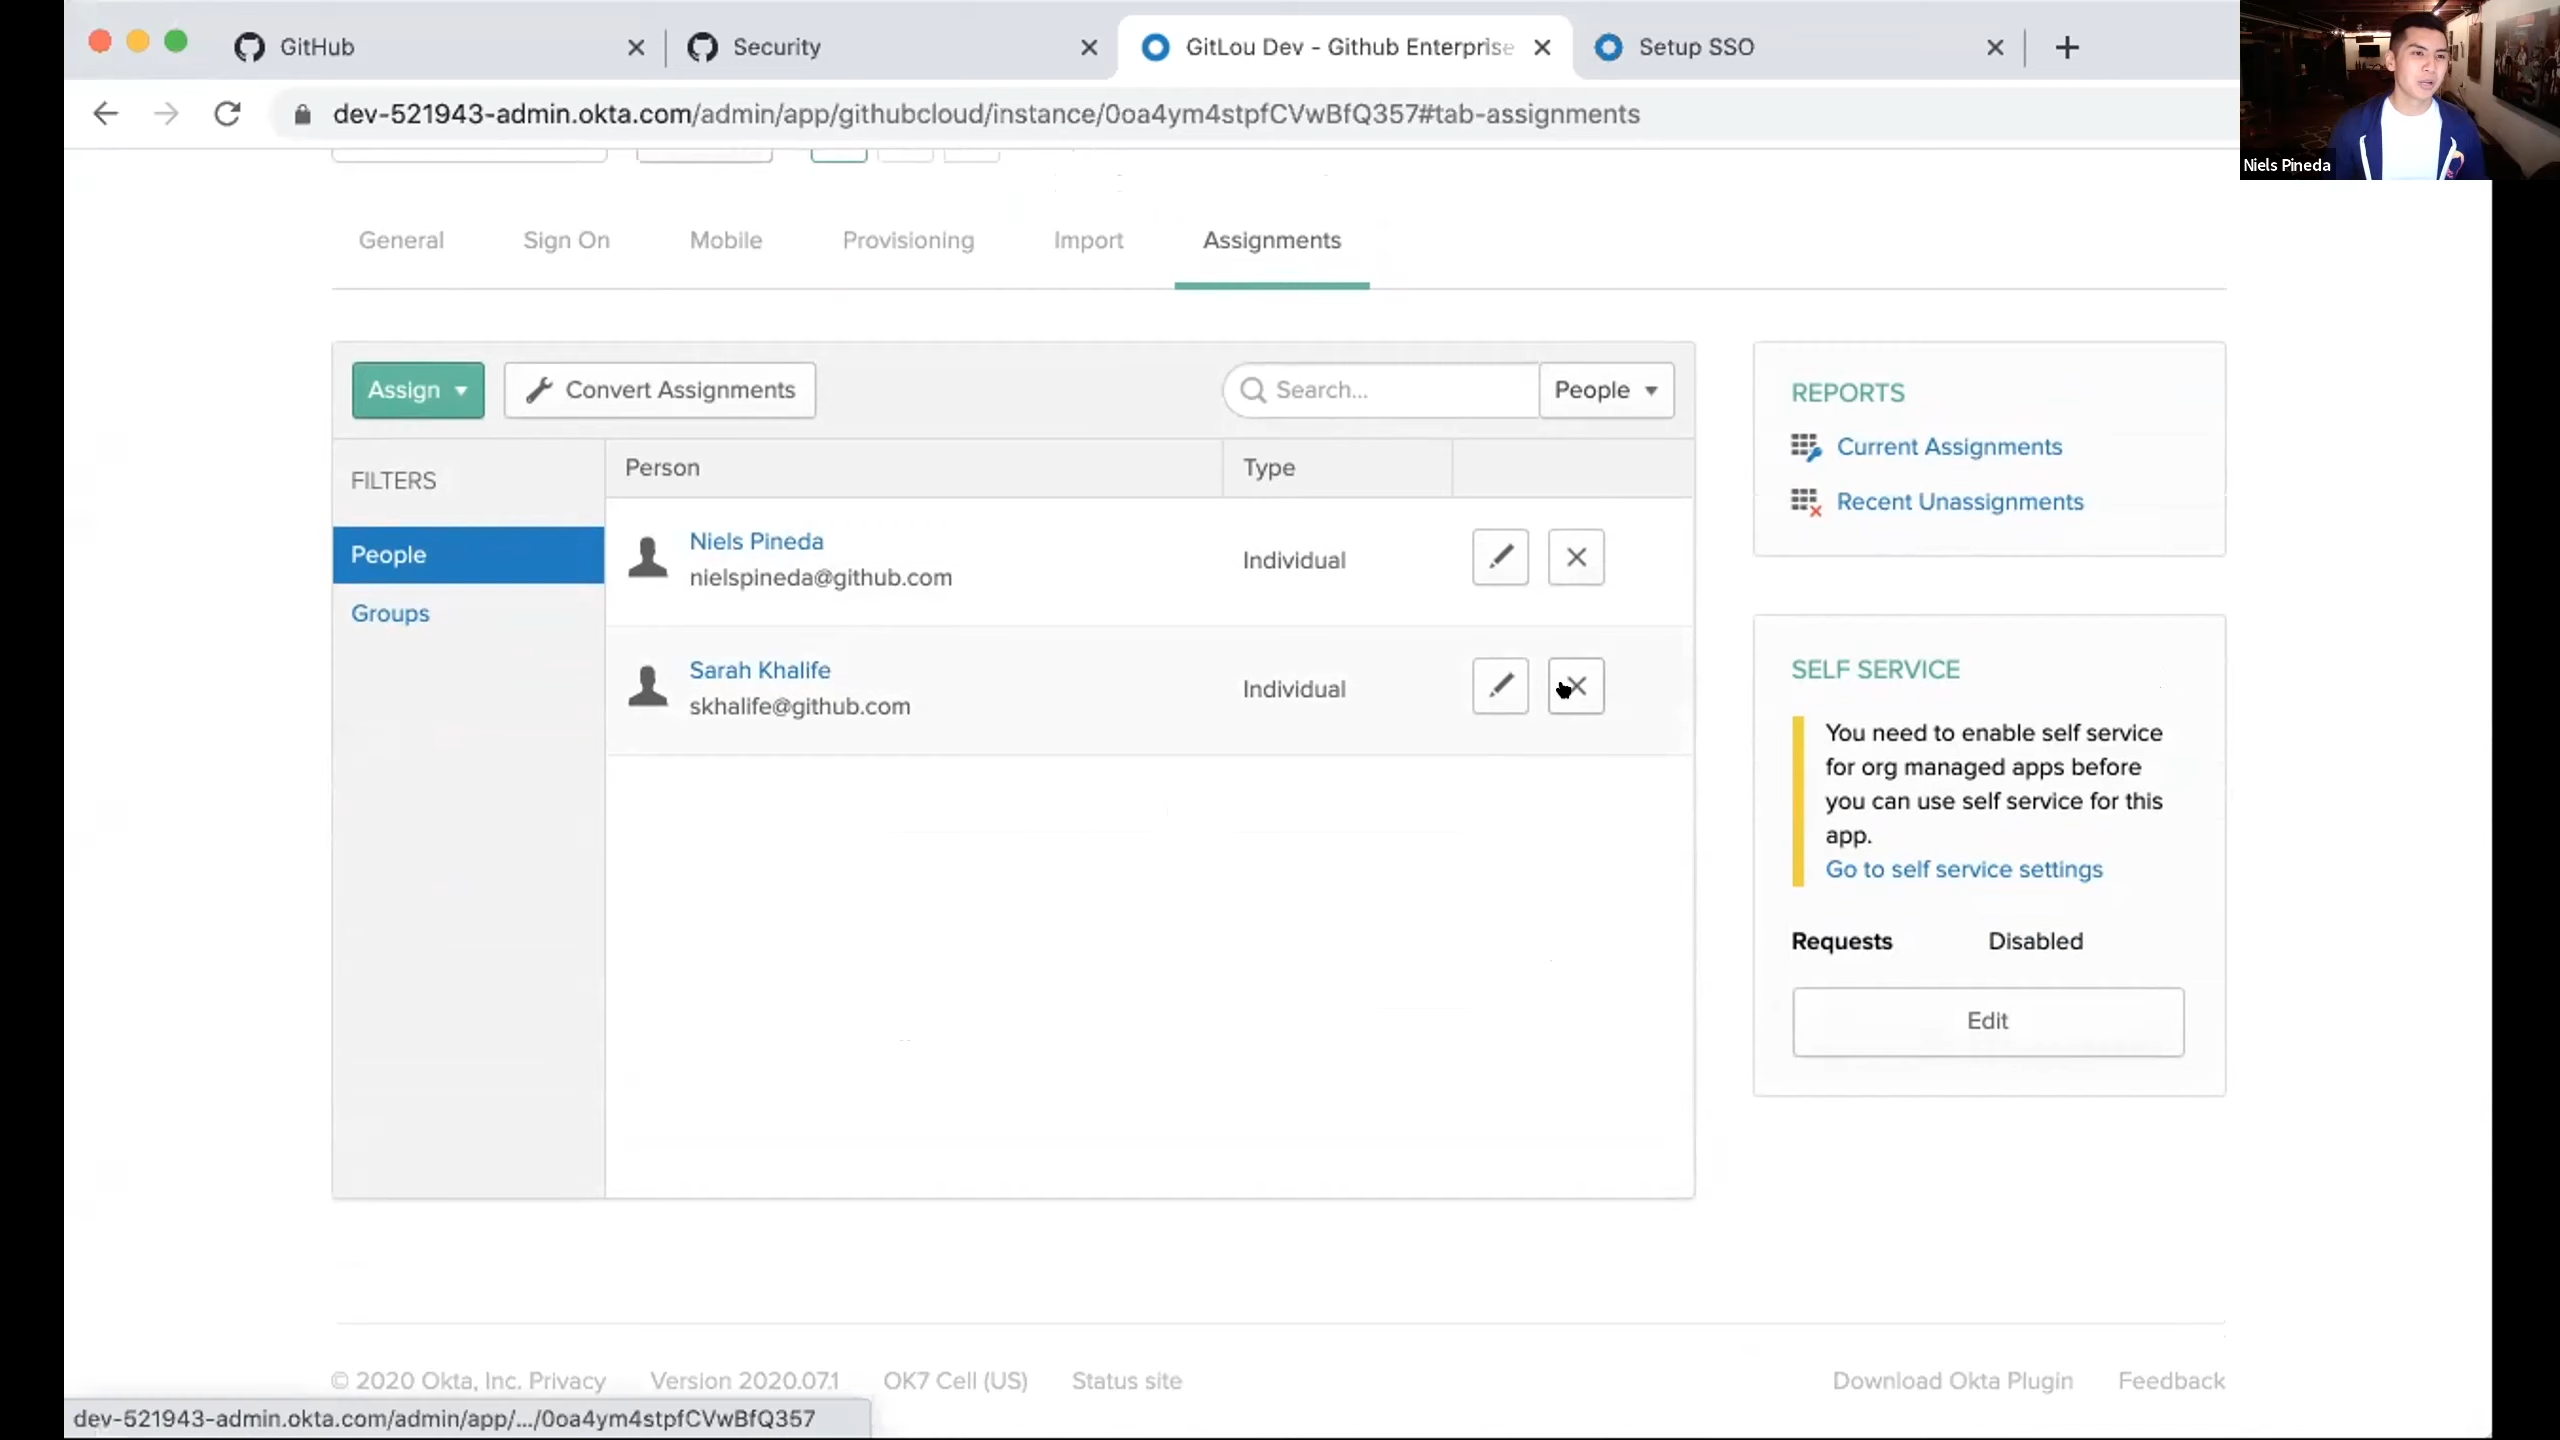 GitHub
Security
GitLou Dev - Github Enterprise
Setup SSO
dev-521943-admin.okta.com/admin/app/githubcloud/instance/0oa4ym4stpfCVwBfQ357#tab-assignments
Niels Pineda
General
Sign On
Mobile
Provisioning
Import
Assignments
Assign
Convert Assignments
Search...
People
FILTERS
People
Groups
Person
Type
Niels Pineda
nielspineda@github.com
Individual
Sarah Khalife
skhalife@github.com
Individual
REPORTS
Current Assignments
Recent Unassignments
SELF SERVICE
You need to enable self service
for org managed apps before
you can use self service for this
app.
Go to self service settings
Requests
Disabled
Edit
© 2020 Okta, Inc. Privacy
Version 2020.07.1
OK7 Cell (US)
Status site
Download Okta Plugin
Feedback
dev-521943-admin.okta.com/admin/app/.../0oa4ym4stpfCVwBfQ357